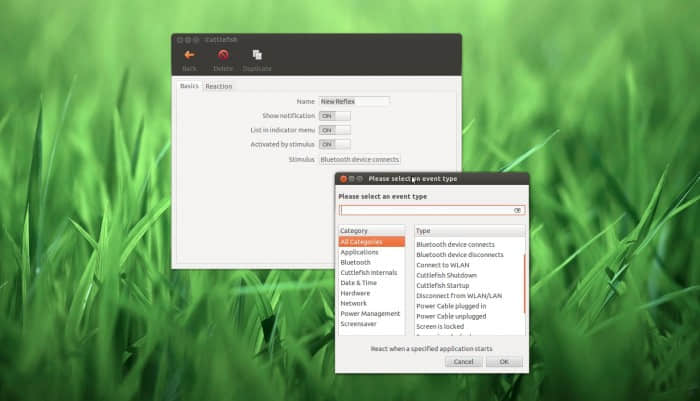 Cuttlefish
Back Delete Duplicate
Basics Reaction
Name New Reflex
Show notification ON
List in indicator menu ON
Activated by stimulus ON
Stimulus Bluetooth device connects
Please select an event type
Please select an event type
Category Type
All Categories
Applications
Bluetooth
Cuttlefish Internals
Date & Time
Hardware
Network
Power Management
Screensaver
Bluetooth device connects
Bluetooth device disconnects
Connect to WLAN
Cuttlefish Shutdown
Cuttlefish Startup
Disconnect from WLAN/LAN
Power Cable plugged in
Power Cable unplugged
Screen is locked
React when a specified application starts
Cancel OK